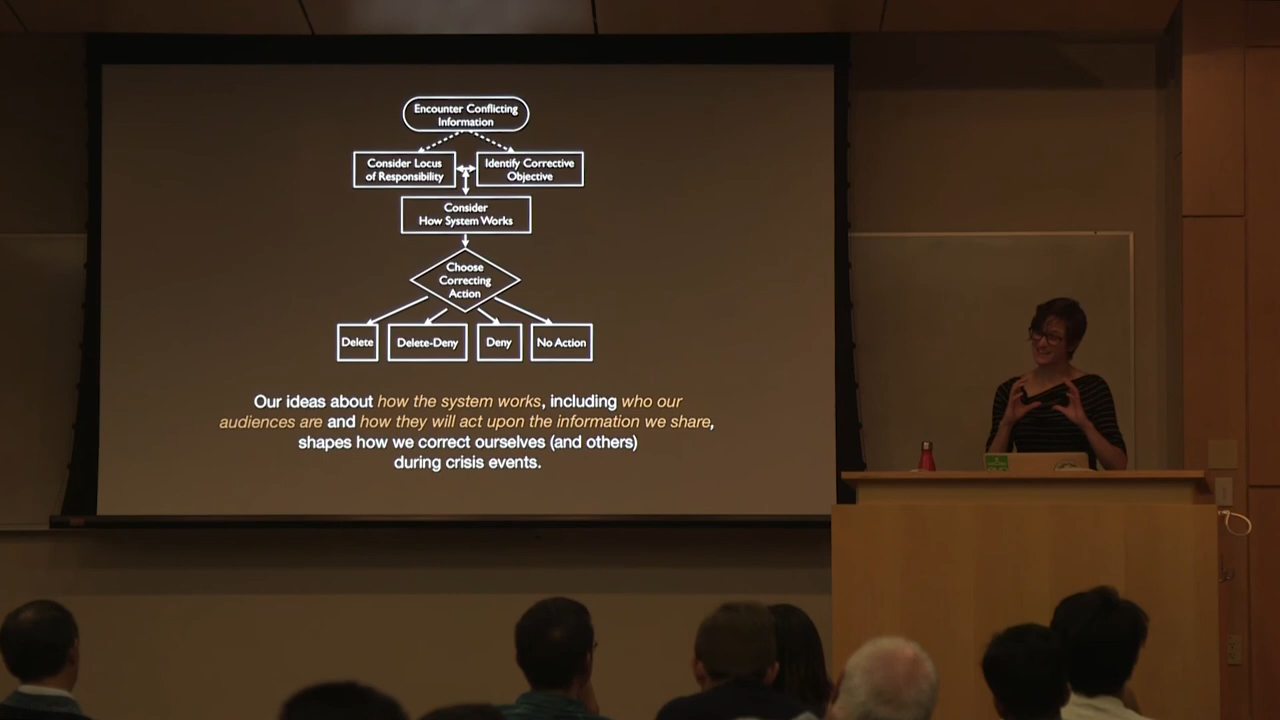 Encounter Conflicting
Information
Consider Locus
of Responsibility
Identify Corrective
Objective
Consider
How System Works
Choose
Correcting
Action
Delete
Delete-Deny
Deny
No Action
Our ideas about how the system works, including who our
audiences are and how they will act upon the information we share,
shapes how we correct ourselves (and others)
during crisis events.